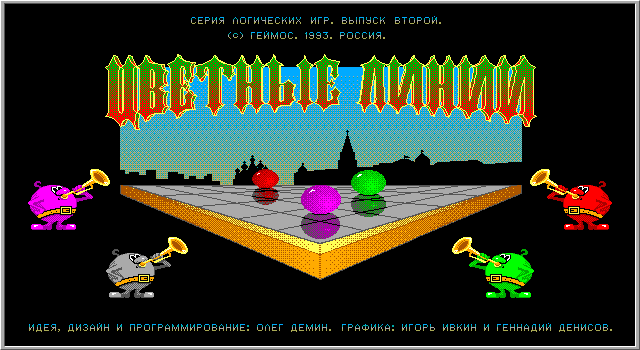 СЕРИЯ ЛОГИЧЕСКИХ ИГР. ВЫПУСК ВТОРОЙ.
(C) ГЕЙМОС. 1993. РОССИЯ.
ЦВЕТНЫЕ ЛИНИИ
ИДЕЯ, ДИЗАЙН И ПРОГРАММИРОВАНИЕ: ОЛЕГ ДЕМИН. ГРАФИКА: ИГОРЬ ИВКИН И ГЕННАДИЙ ДЕНИСОВ.